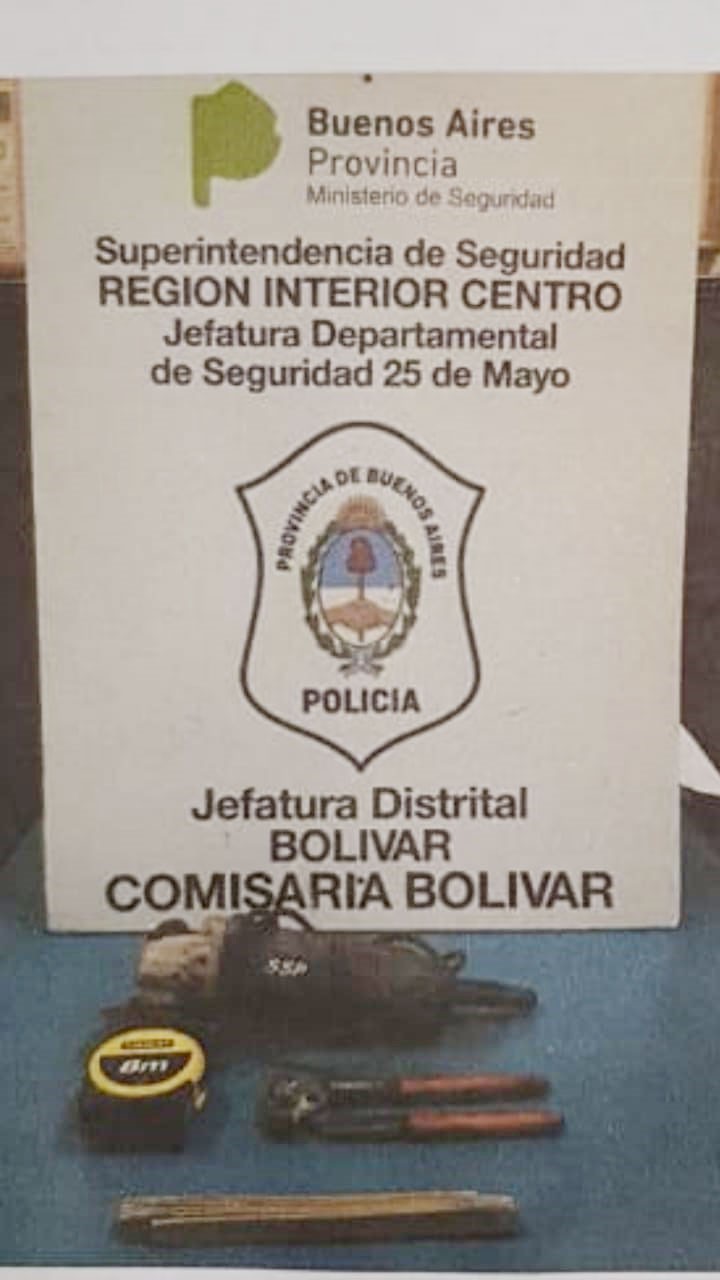 Buenos Aires
Provincia
Ministerio de Seguridad
Superintendencia de Seguridad
REGION INTERIOR CENTRO
Jefatura Departamental
de Seguridad 25 de Mayo
PROVINCIA DE BUENOS AIRES
POLICIA
Jefatura Distrital
BOLIVAR
COMISARIA BOLIVAR
8m